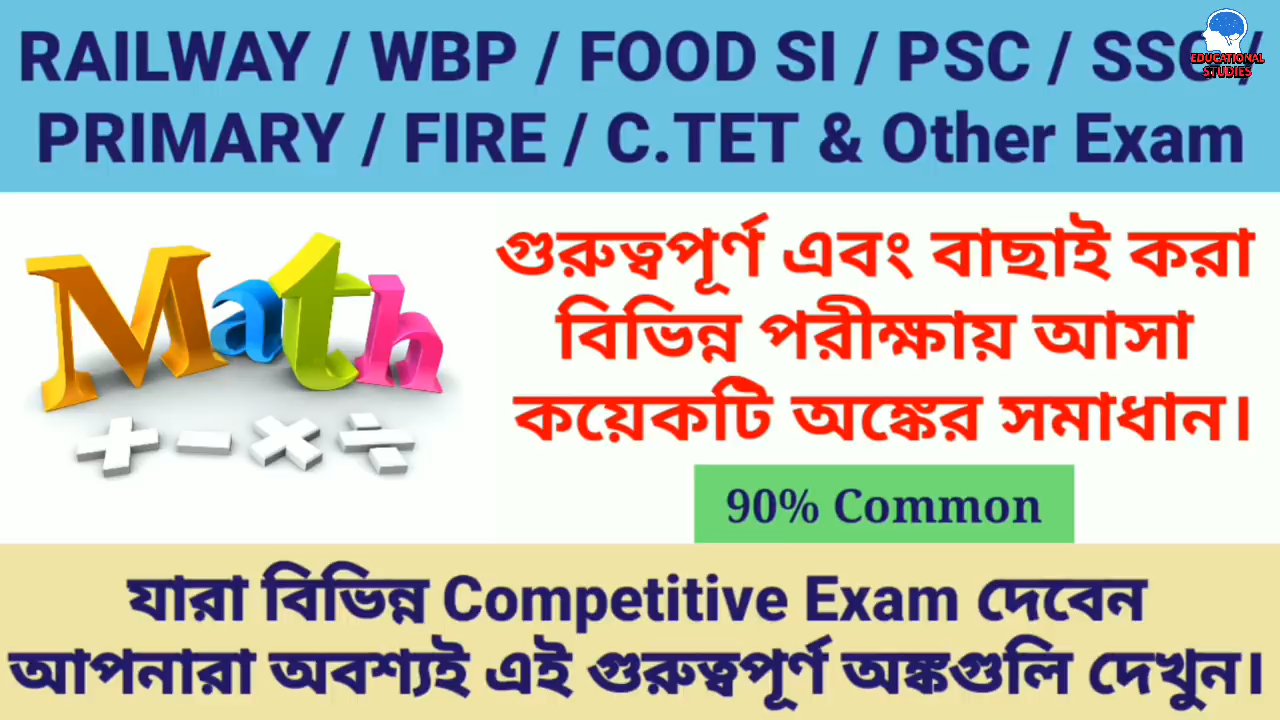 RAILWAY / WBP / FOOD SI / PSC / SSC /
EDUCATIONAL
STUDIES
PRIMARY / FIRE / C.TET & Other Exam
Math
গুরুত্বপূর্ণ এবং বাছাই করা
বিভিন্ন পরীক্ষায় আসা
কয়েকটি অঙ্কের সমাধান।
+ - × ÷
90% Common
যারা বিভিন্ন Competitive Exam দেবেন
আপনারা অবশ্যই এই গুরুত্বপূর্ণ অঙ্কগুলি দেখুন।